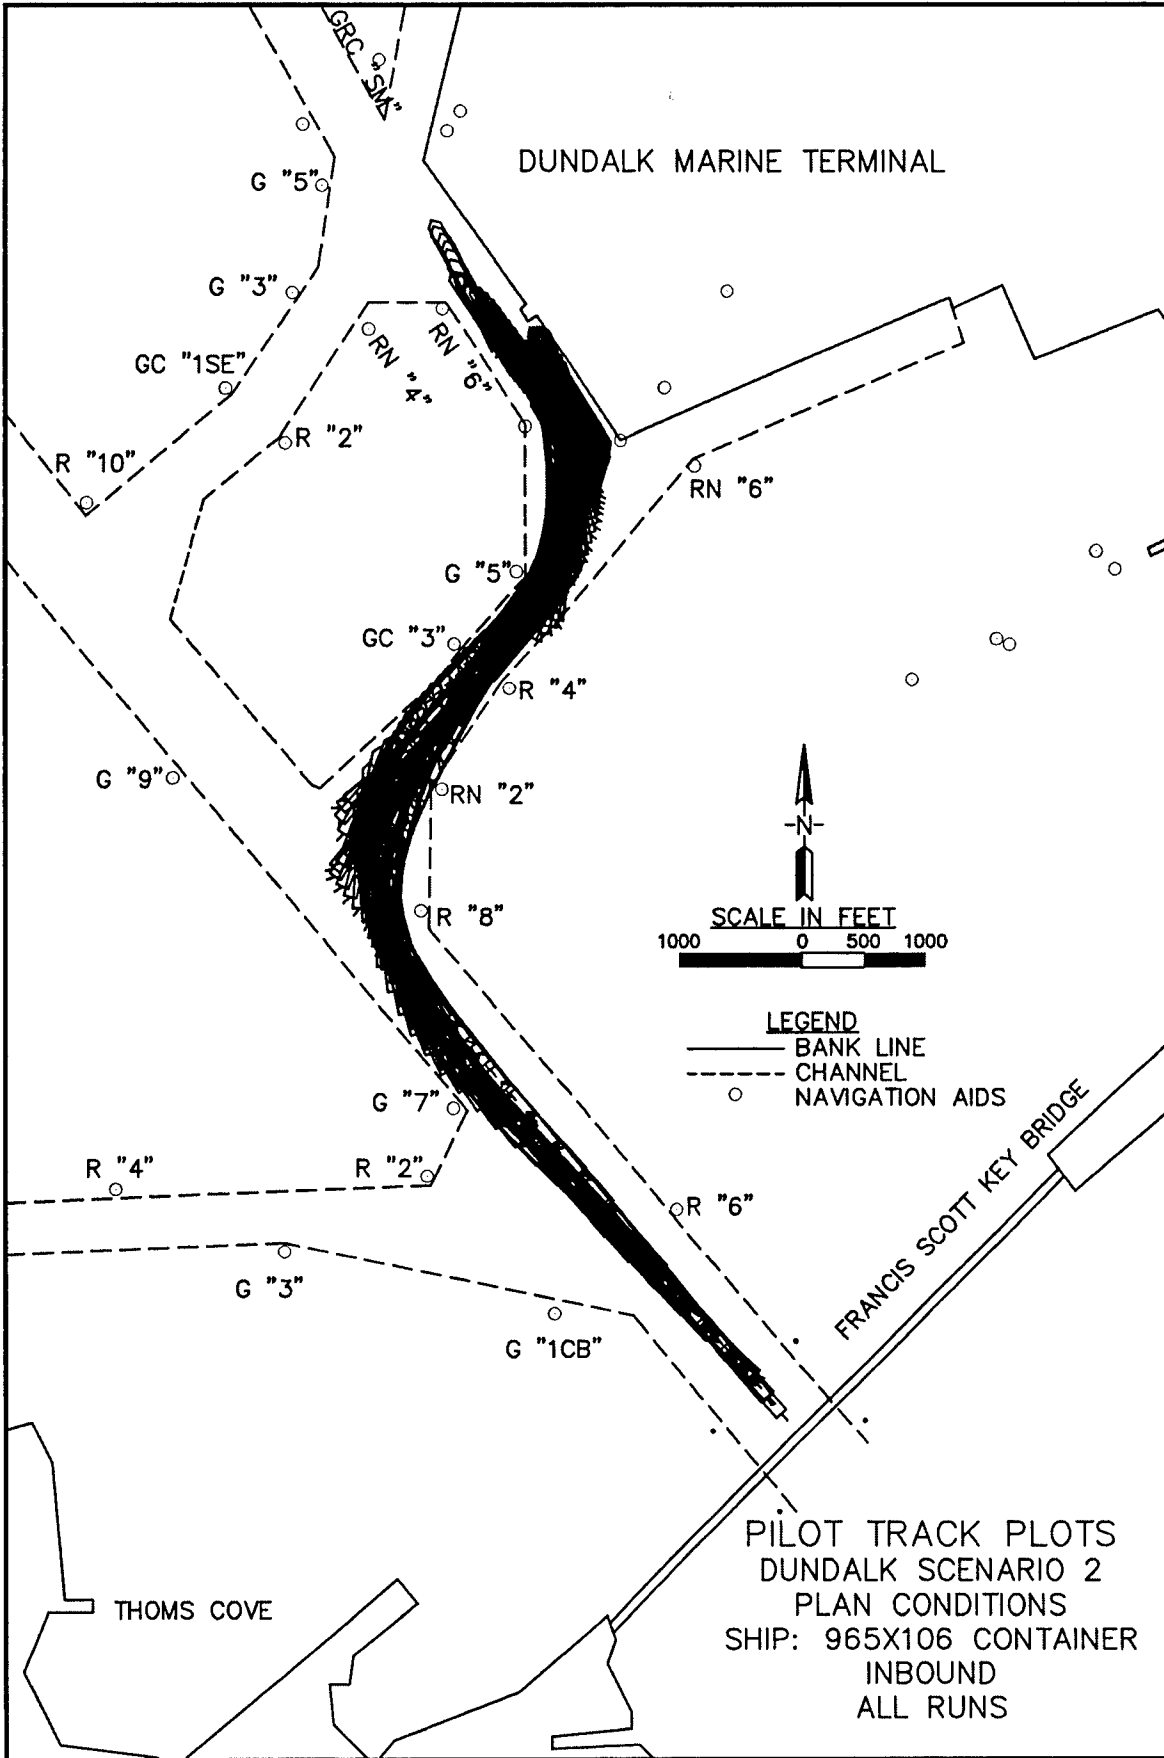 GRC "SM"
DUNDALK MARINE TERMINAL
G "5"
G "3"
RN "4"
RN "6"
GC "1SE"
R "2"
R "10"
RN "6"
G "5"
GC "3"
R "4"
G "9"
RN "2"
-N-
R "8"
SCALE IN FEET
1000 0 500 1000
LEGEND
BANK LINE
CHANNEL
NAVIGATION AIDS
G "7"
FRANCIS SCOTT KEY BRIDGE
R "4"
R "2"
R "6"
G "3"
G "1CB"
PILOT TRACK PLOTS
DUNDALK SCENARIO 2
PLAN CONDITIONS
THOMS COVE
SHIP: 965X106 CONTAINER
INBOUND
ALL RUNS